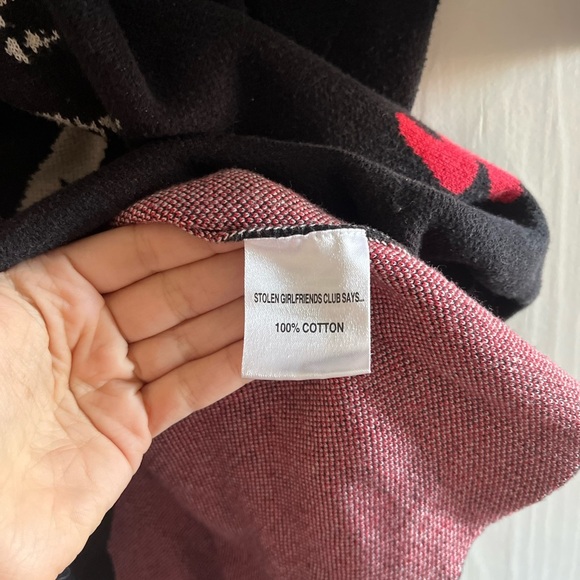 STOLEN GIRLFRIENDS CLUB SAYS...
100% COTTON